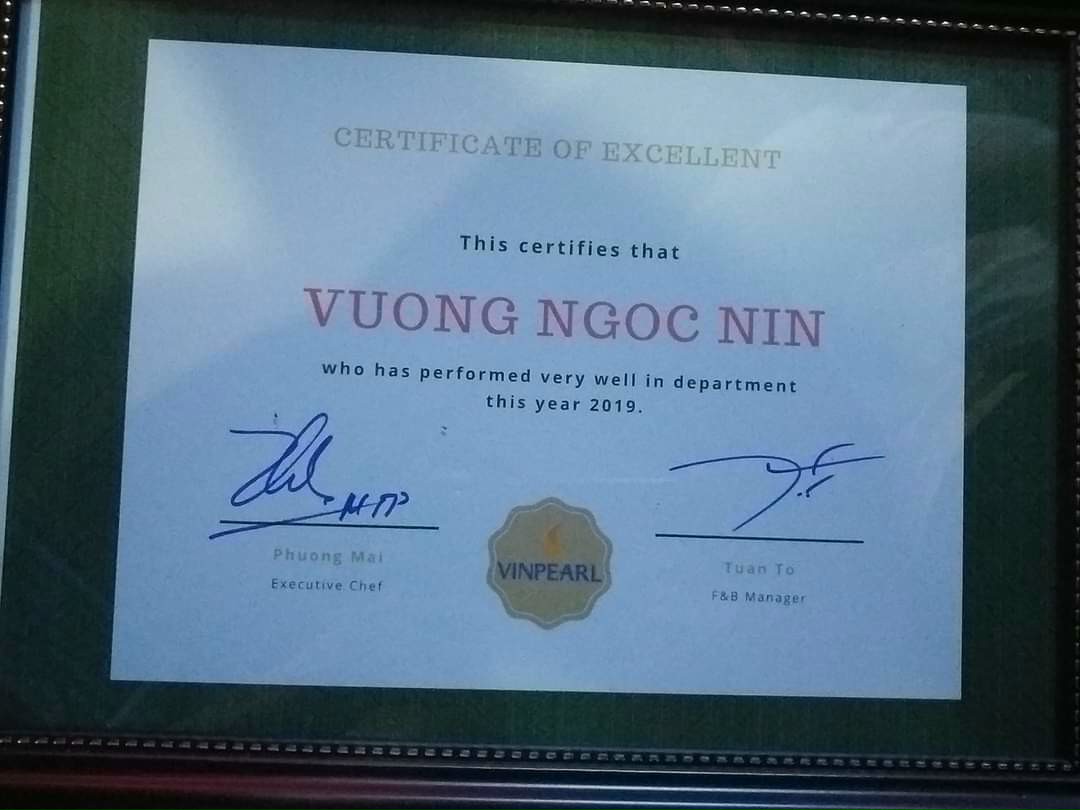 CERTIFICATE OF EXCELLENT
This certifies that
VUONG NGOC NIN
who has performed very well in department
this year 2019.
Phuong Mai
Executive Chef
VINPEARL
Tuan To
F&B Manager